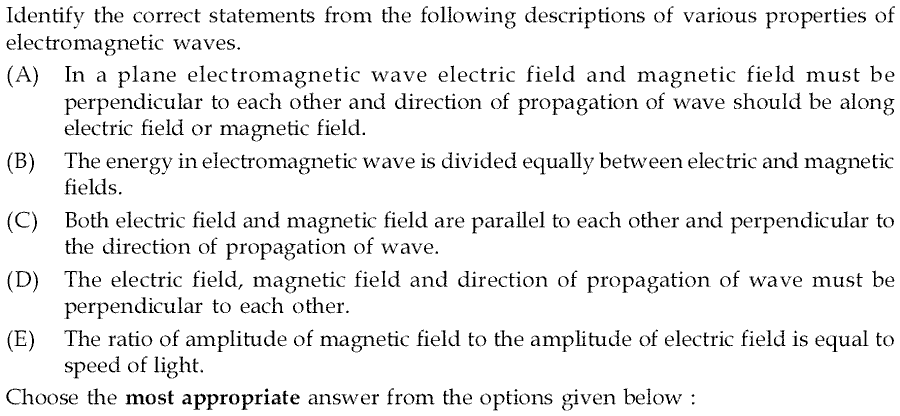 Identify the correct statements from the following descriptions of various properties of
electromagnetic waves.
(A) In a plane electromagnetic wave electric field and magnetic field must be
perpendicular to each other and direction of propagation of wave should be along
electric field or magnetic field.
(B) The energy in electromagnetic wave is divided equally between electric and magnetic
fields.
(C) Both electric field and magnetic field are parallel to each other and perpendicular to
the direction of propagation of wave.
(D) The electric field, magnetic field and direction of propagation of wave must be
perpendicular to each other.
(E) The ratio of amplitude of magnetic field to the amplitude of electric field is equal to
speed of light.
Choose the most appropriate answer from the options given below :